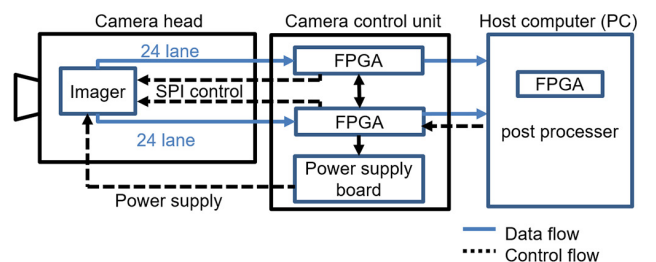 Camera head
Camera control unit
Host computer (PC)
24 lane
FPGA
Imager
SPI control
FPGA
FPGA
24 lane
post processer
Power supply
board
Power supply
Data flow
Control flow